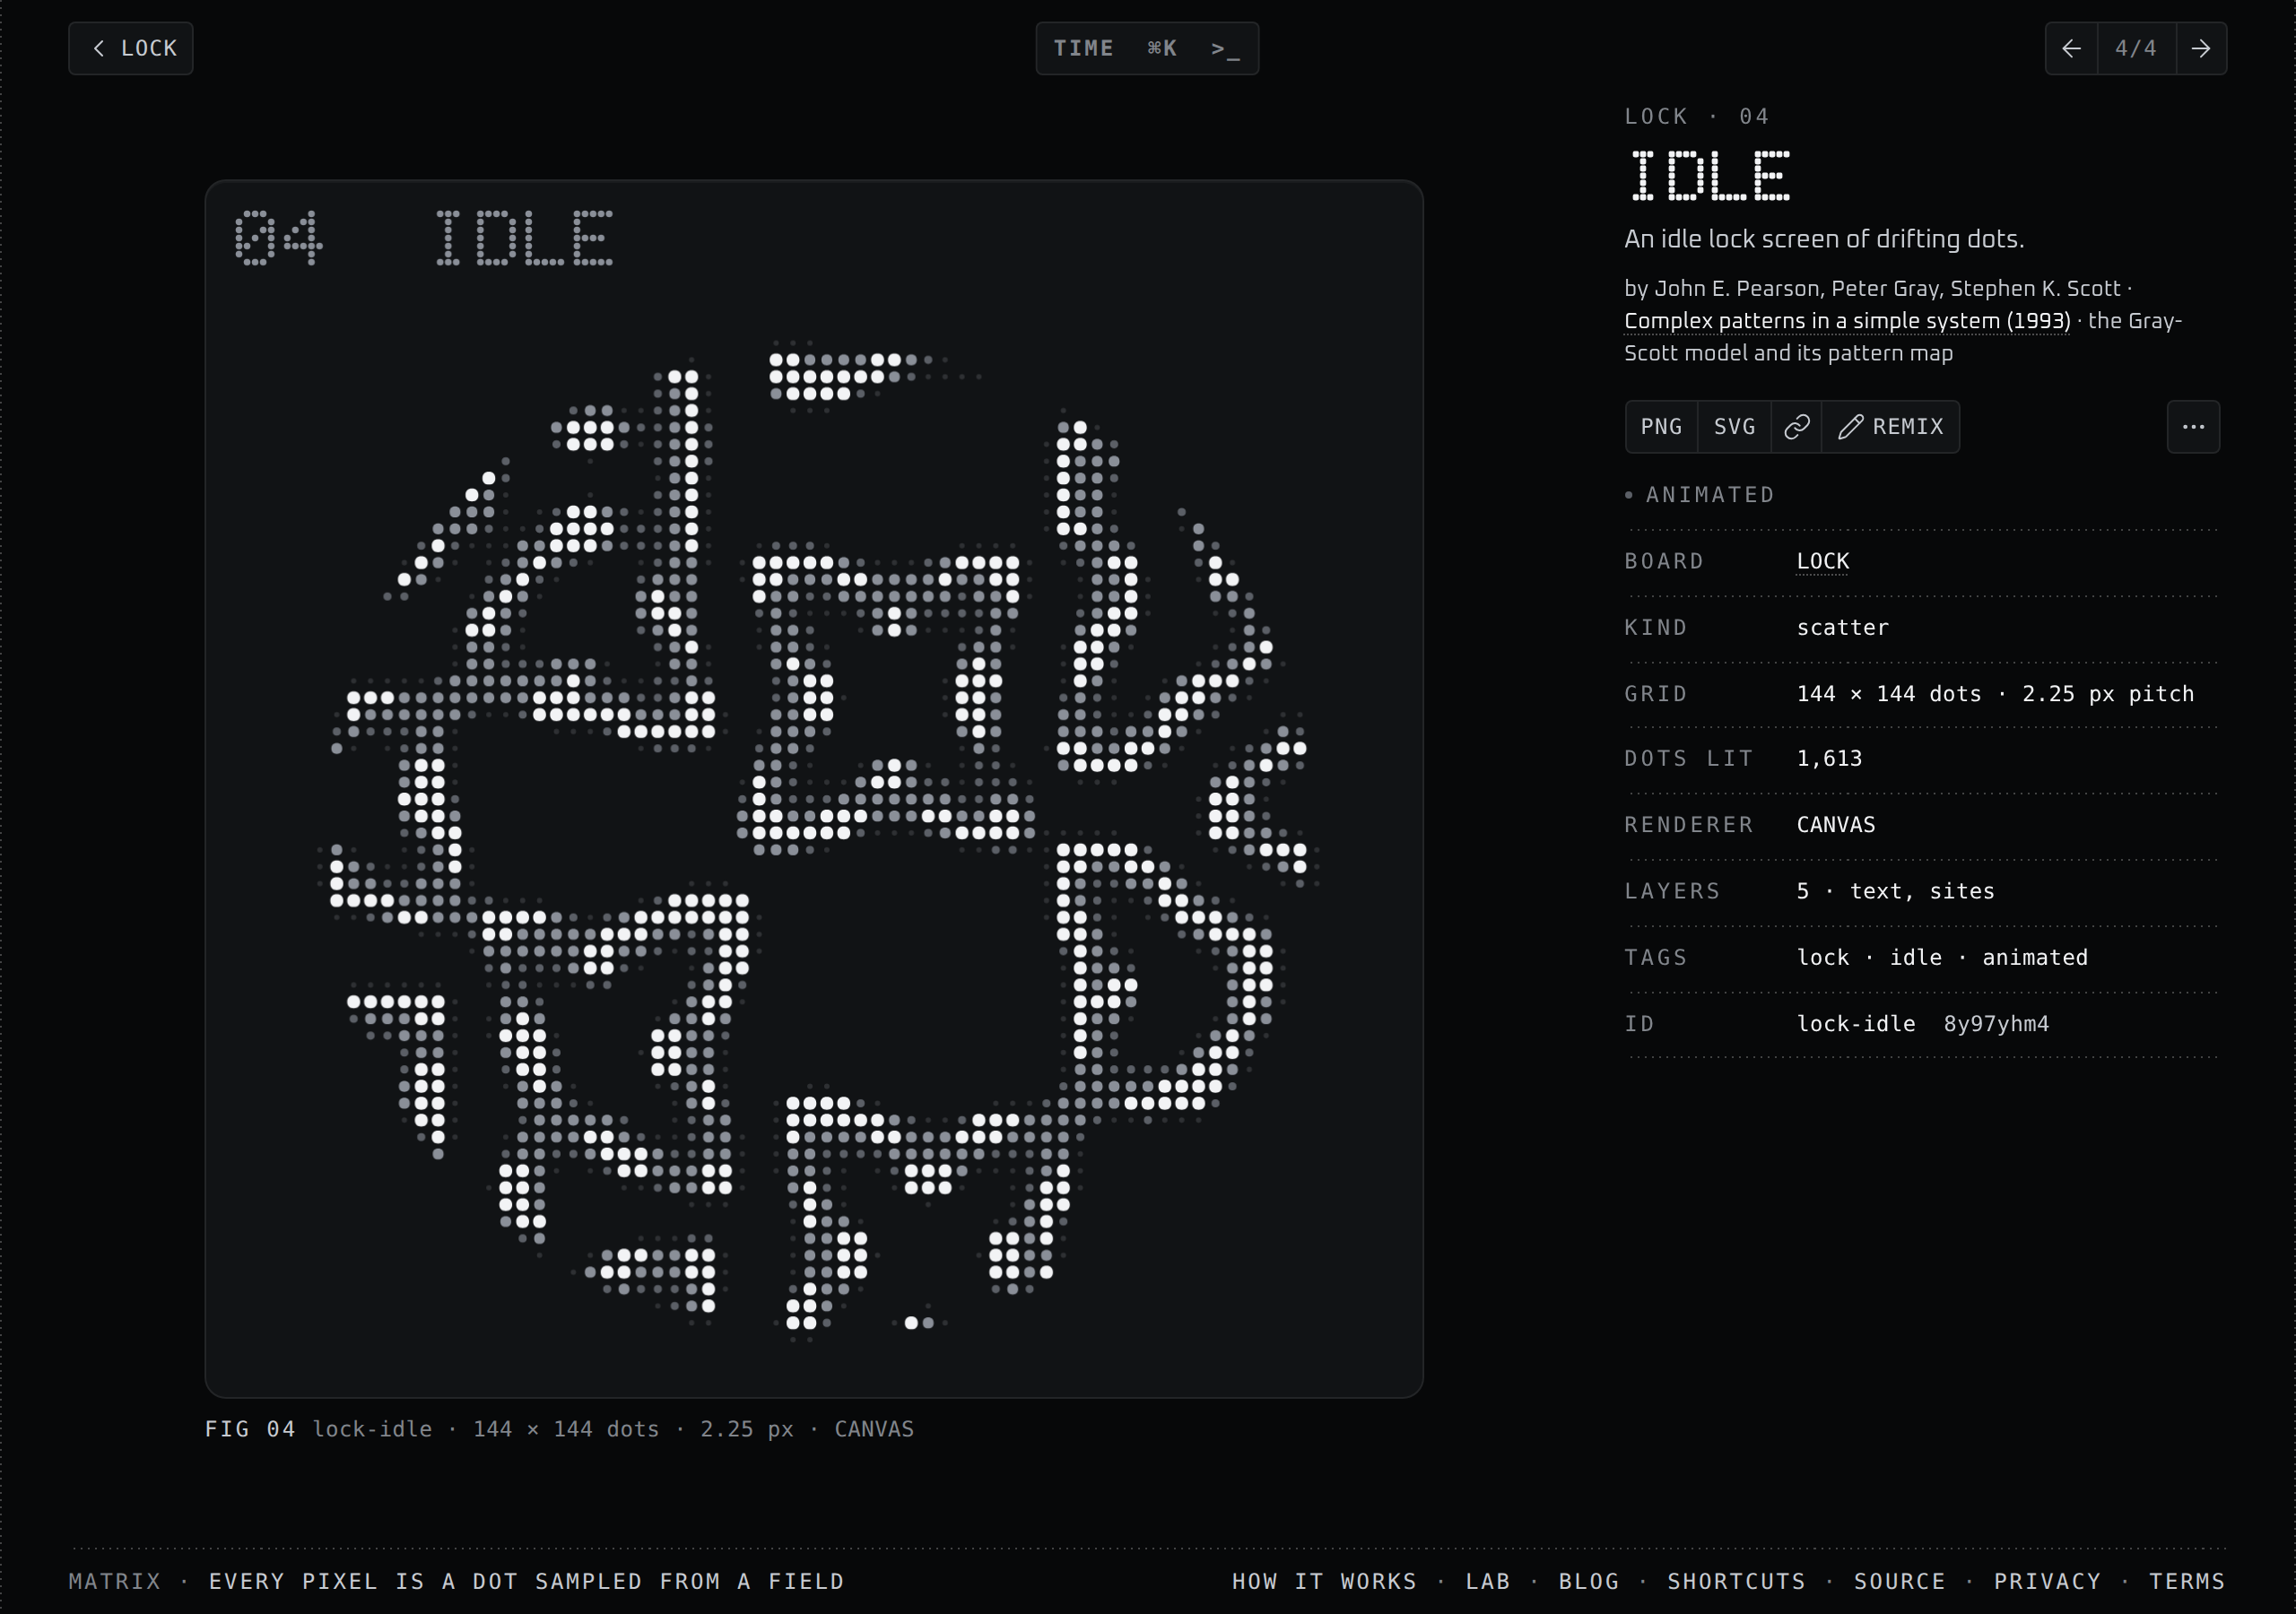 LOCK
TIME ⌘K >_
4/4
LOCK · 04
IDLE
An idle lock screen of drifting dots.
by John E. Pearson, Peter Gray, Stephen K. Scott ·
Complex patterns in a simple system (1993) · the Gray-
Scott model and its pattern map
PNG SVG REMIX
ANIMATED
BOARD LOCK
KIND scatter
GRID 144 × 144 dots · 2.25 px pitch
DOTS LIT 1,613
RENDERER CANVAS
LAYERS 5 · text, sites
TAGS lock · idle · animated
ID lock-idle 8y97yhm4
04 IDLE
FIG 04 lock-idle · 144 × 144 dots · 2.25 px · CANVAS
MATRIX · EVERY PIXEL IS A DOT SAMPLED FROM A FIELD
HOW IT WORKS · LAB · BLOG · SHORTCUTS · SOURCE · PRIVACY · TERMS